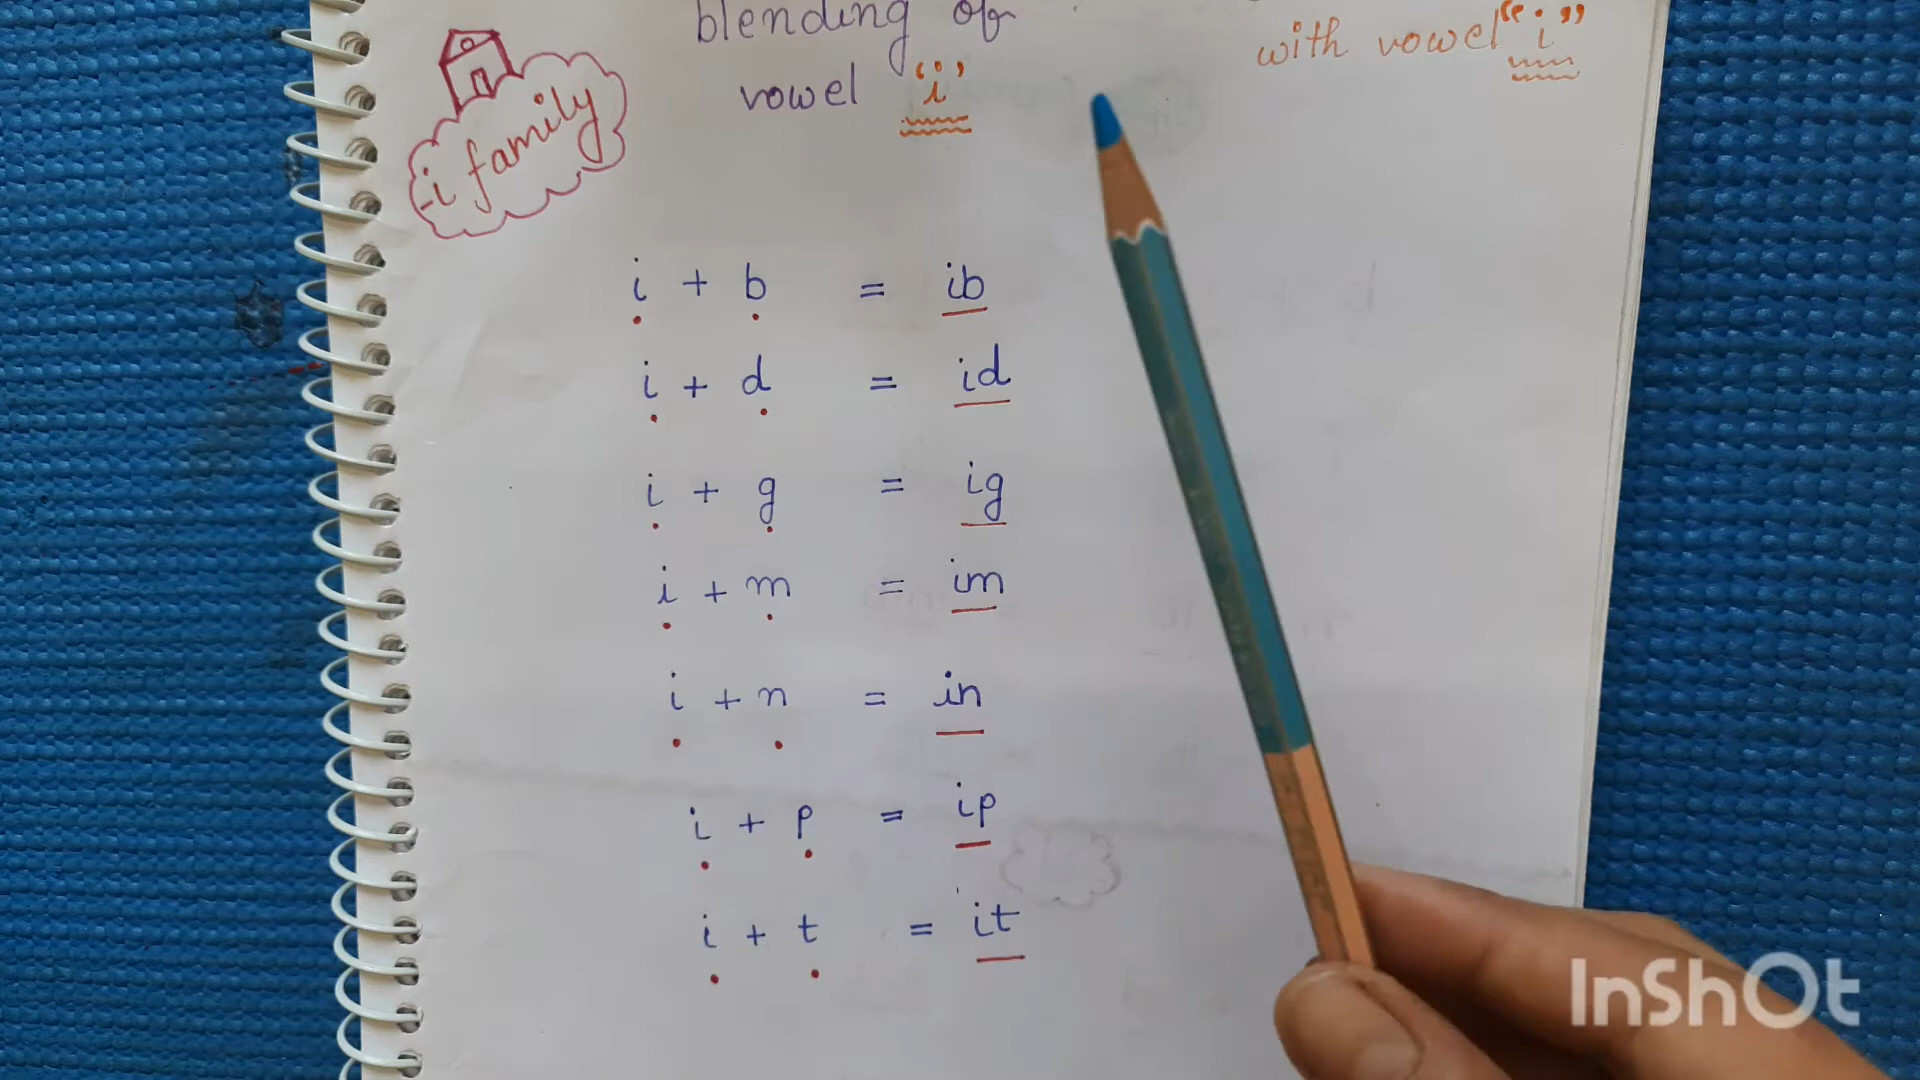 blending of
vowel "i"
with vowel "i"
-i family
i + b = ib
i + d = id
i + g = ig
i + m = im
i + n = in
i + p = ip
i + t = it
InShOt